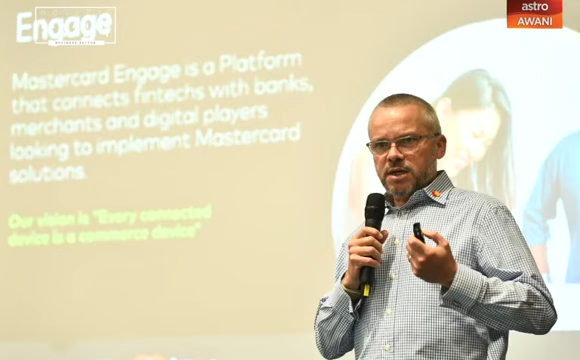 Engage
BUSINESS SECTOR
astro
AWANI
Mastercard Engage is a Platform
that connects fintechs with banks,
merchants and digital players
looking to implement Mastercard
solutions.
Our vision is "Every connected
device is a commerce device"